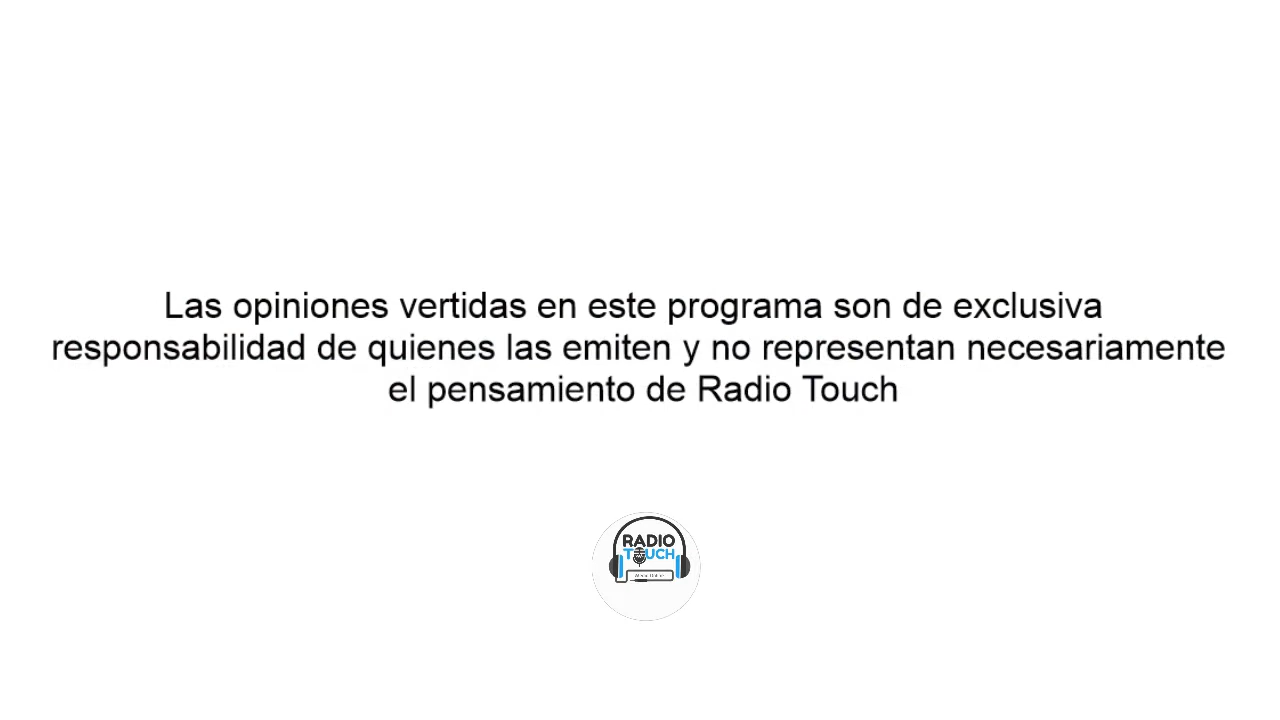 Las opiniones vertidas en este programa son de exclusiva
responsabilidad de quienes las emiten y no representan necesariamente
el pensamiento de Radio Touch
RADIO
TOUCH